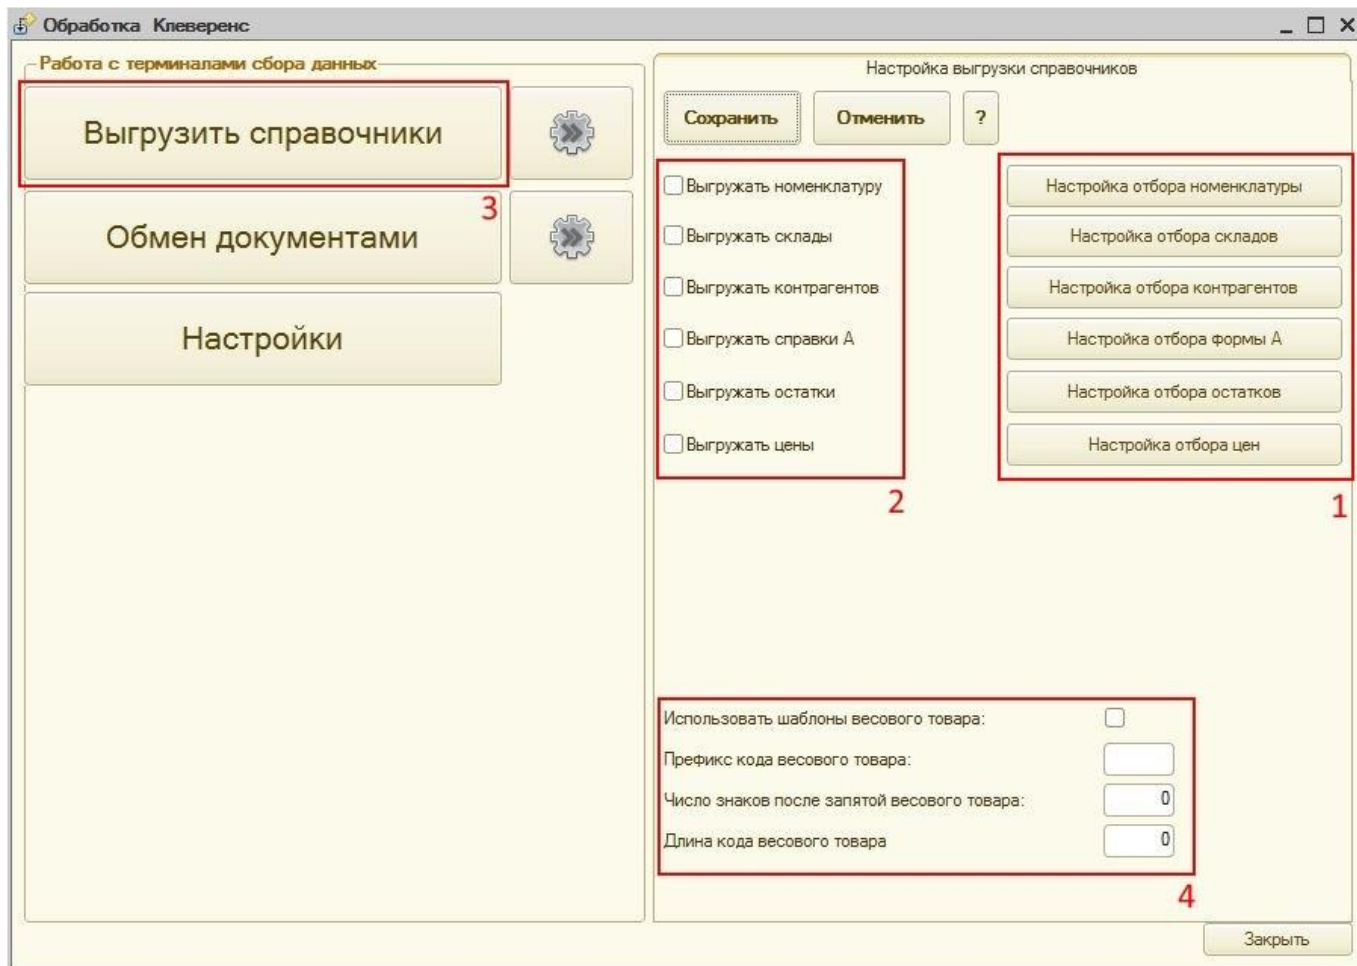 Обработка Клеверенс
Работа с терминалами сбора данных
Выгрузить справочники
3
Обмен документами
Настройки
Настройка выгрузки справочников
Сохранить Отменить ?
Выгружать номенклатуру Настройка отбора номенклатуры
Выгружать склады Настройка отбора складов
Выгружать контрагентов Настройка отбора контрагентов
Выгружать справки А Настройка отбора формы А
Выгружать остатки Настройка отбора остатков
Выгружать цены Настройка отбора цен
2 1
Использовать шаблоны весового товара:
Префикс кода весового товара:
Число знаков после запятой весового товара: 0
Длина кода весового товара 0
4
Закрыть